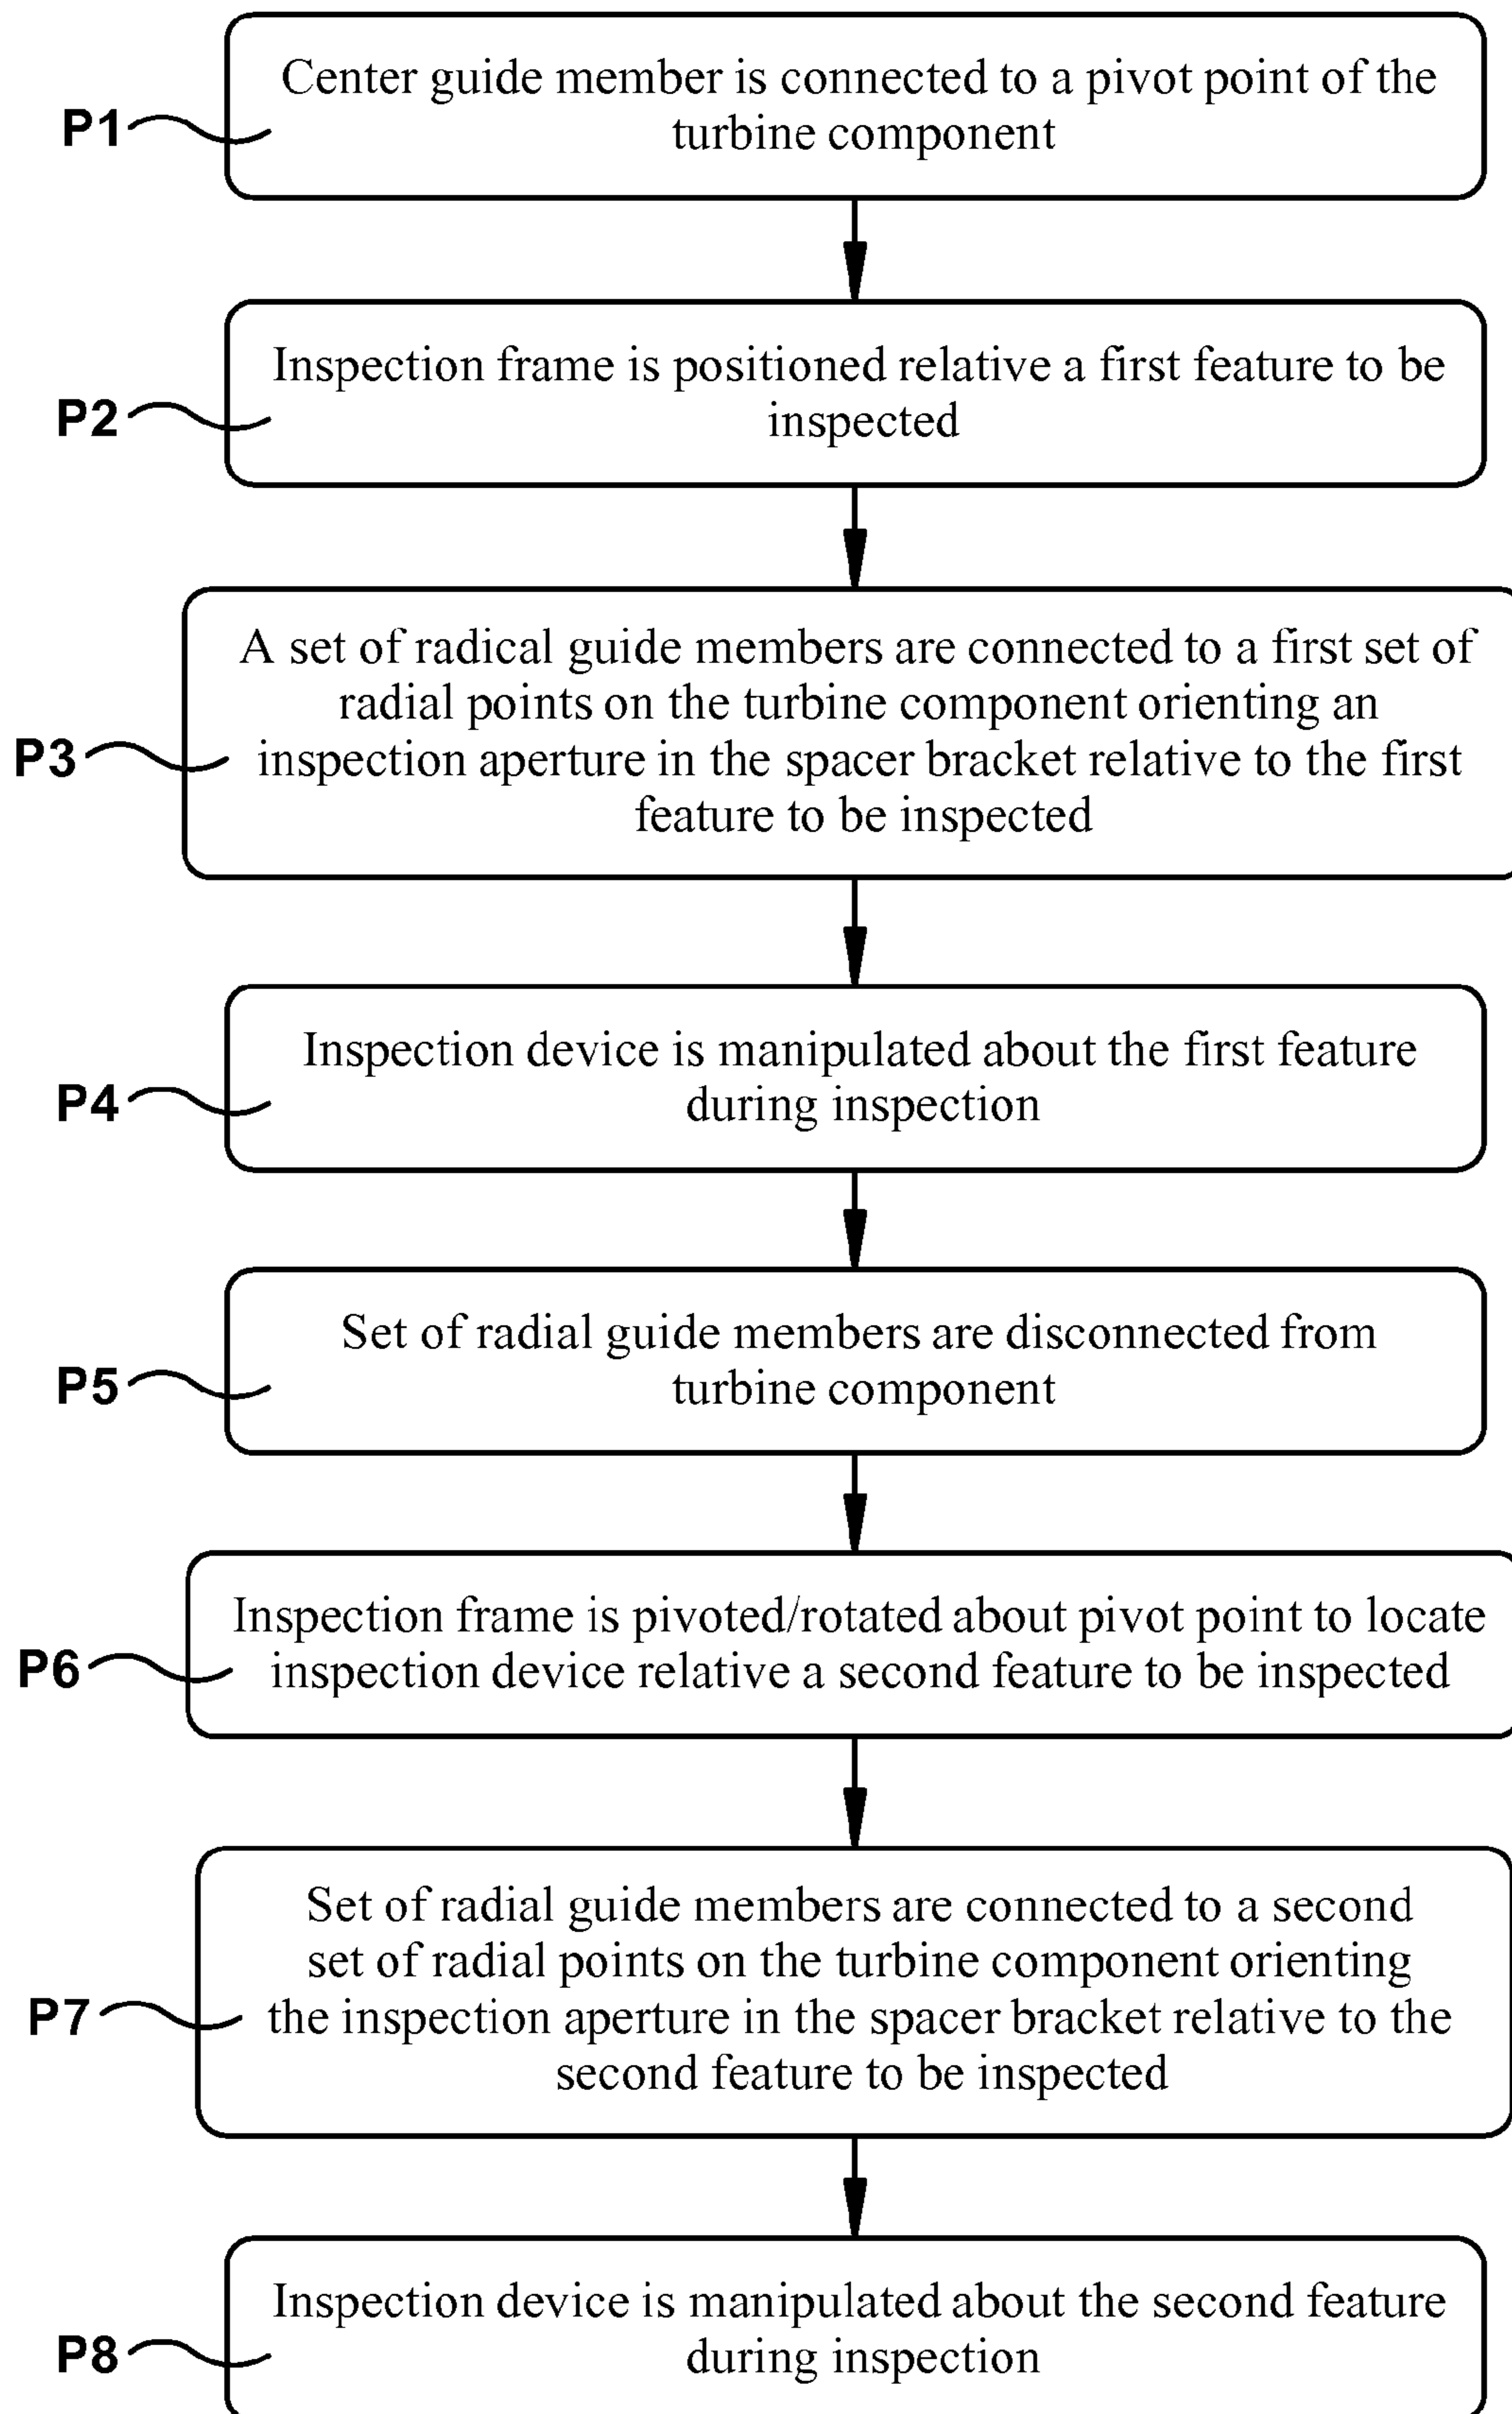 Center guide member is connected to a pivot point of the
turbine component
P1
Inspection frame is positioned relative a first feature to be
inspected
P2
A set of radical guide members are connected to a first set of
radial points on the turbine component orienting an
inspection aperture in the spacer bracket relative to the first
feature to be inspected
P3
Inspection device is manipulated about the first feature
during inspection
P4
Set of radial guide members are disconnected from
turbine component
P5
Inspection frame is pivoted/rotated about pivot point to locate
inspection device relative a second feature to be inspected
P6
Set of radial guide members are connected to a second
set of radial points on the turbine component orienting
the inspection aperture in the spacer bracket relative to the
second feature to be inspected
P7
Inspection device is manipulated about the second feature
during inspection
P8